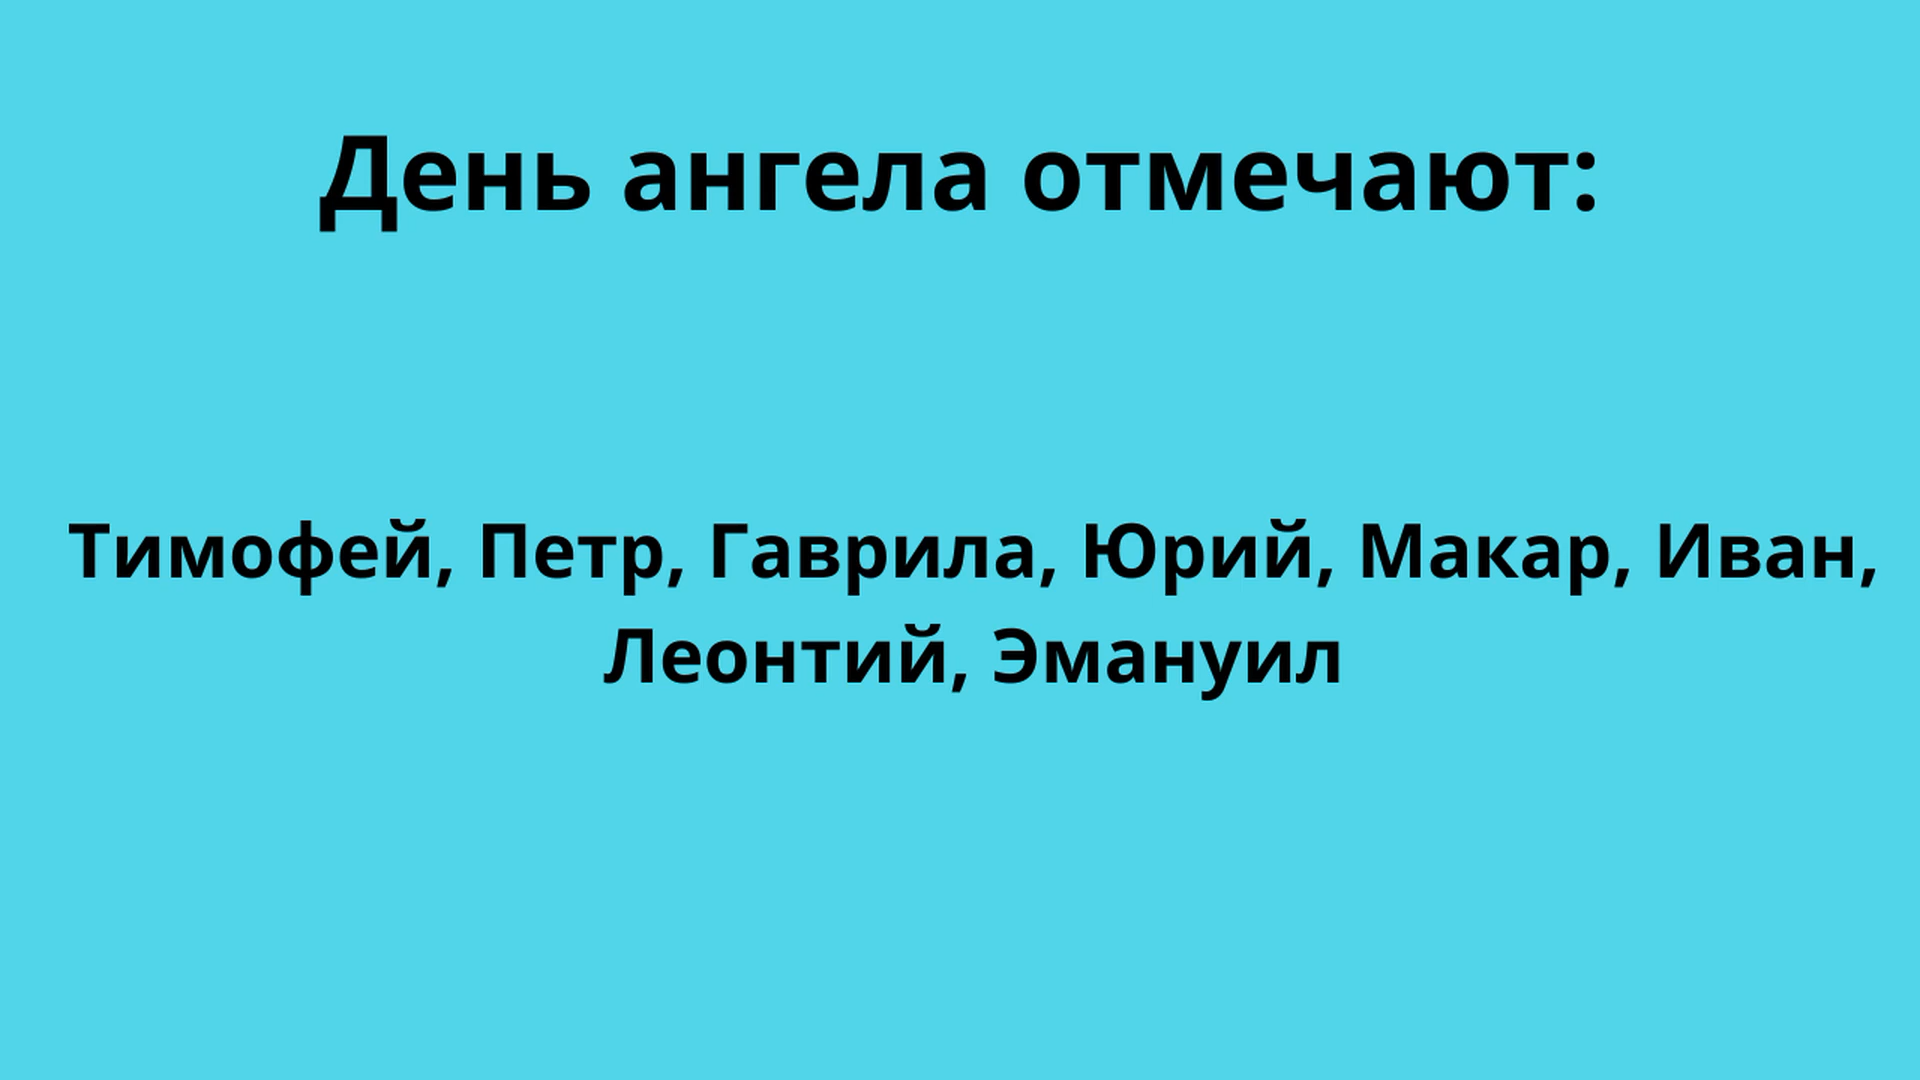 День ангела отмечают:
Тимофей, Петр, Гаврила, Юрий, Макар, Иван,
Леонтий, Эмануил